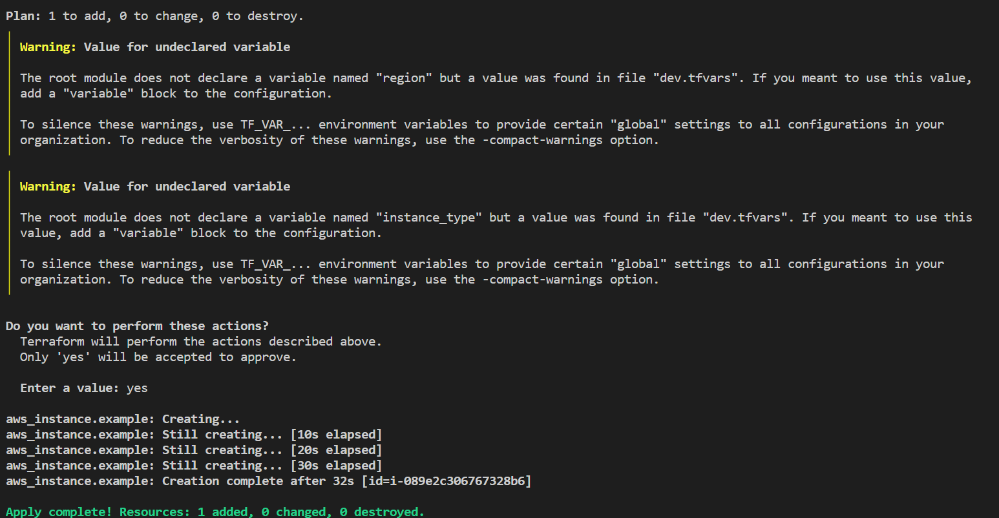 Plan: 1 to add, 0 to change, 0 to destroy.
Warning: Value for undeclared variable
The root module does not declare a variable named "region" but a value was found in file "dev.tfvars". If you meant to use this value,
add a "variable" block to the configuration.
To silence these warnings, use TF_VAR_... environment variables to provide certain "global" settings to all configurations in your
organization. To reduce the verbosity of these warnings, use the -compact-warnings option.
Warning: Value for undeclared variable
The root module does not declare a variable named "instance_type" but a value was found in file "dev.tfvars". If you meant to use this
value, add a "variable" block to the configuration.
To silence these warnings, use TF_VAR_... environment variables to provide certain "global" settings to all configurations in your
organization. To reduce the verbosity of these warnings, use the -compact-warnings option.
Do you want to perform these actions?
Terraform will perform the actions described above.
Only 'yes' will be accepted to approve.
Enter a value: yes
aws_instance.example: Creating...
aws_instance.example: Still creating... [10s elapsed]
aws_instance.example: Still creating... [20s elapsed]
aws_instance.example: Still creating... [30s elapsed]
aws_instance.example: Creation complete after 32s [id=i-089e2c306767328b6]
Apply complete! Resources: 1 added, 0 changed, 0 destroyed.